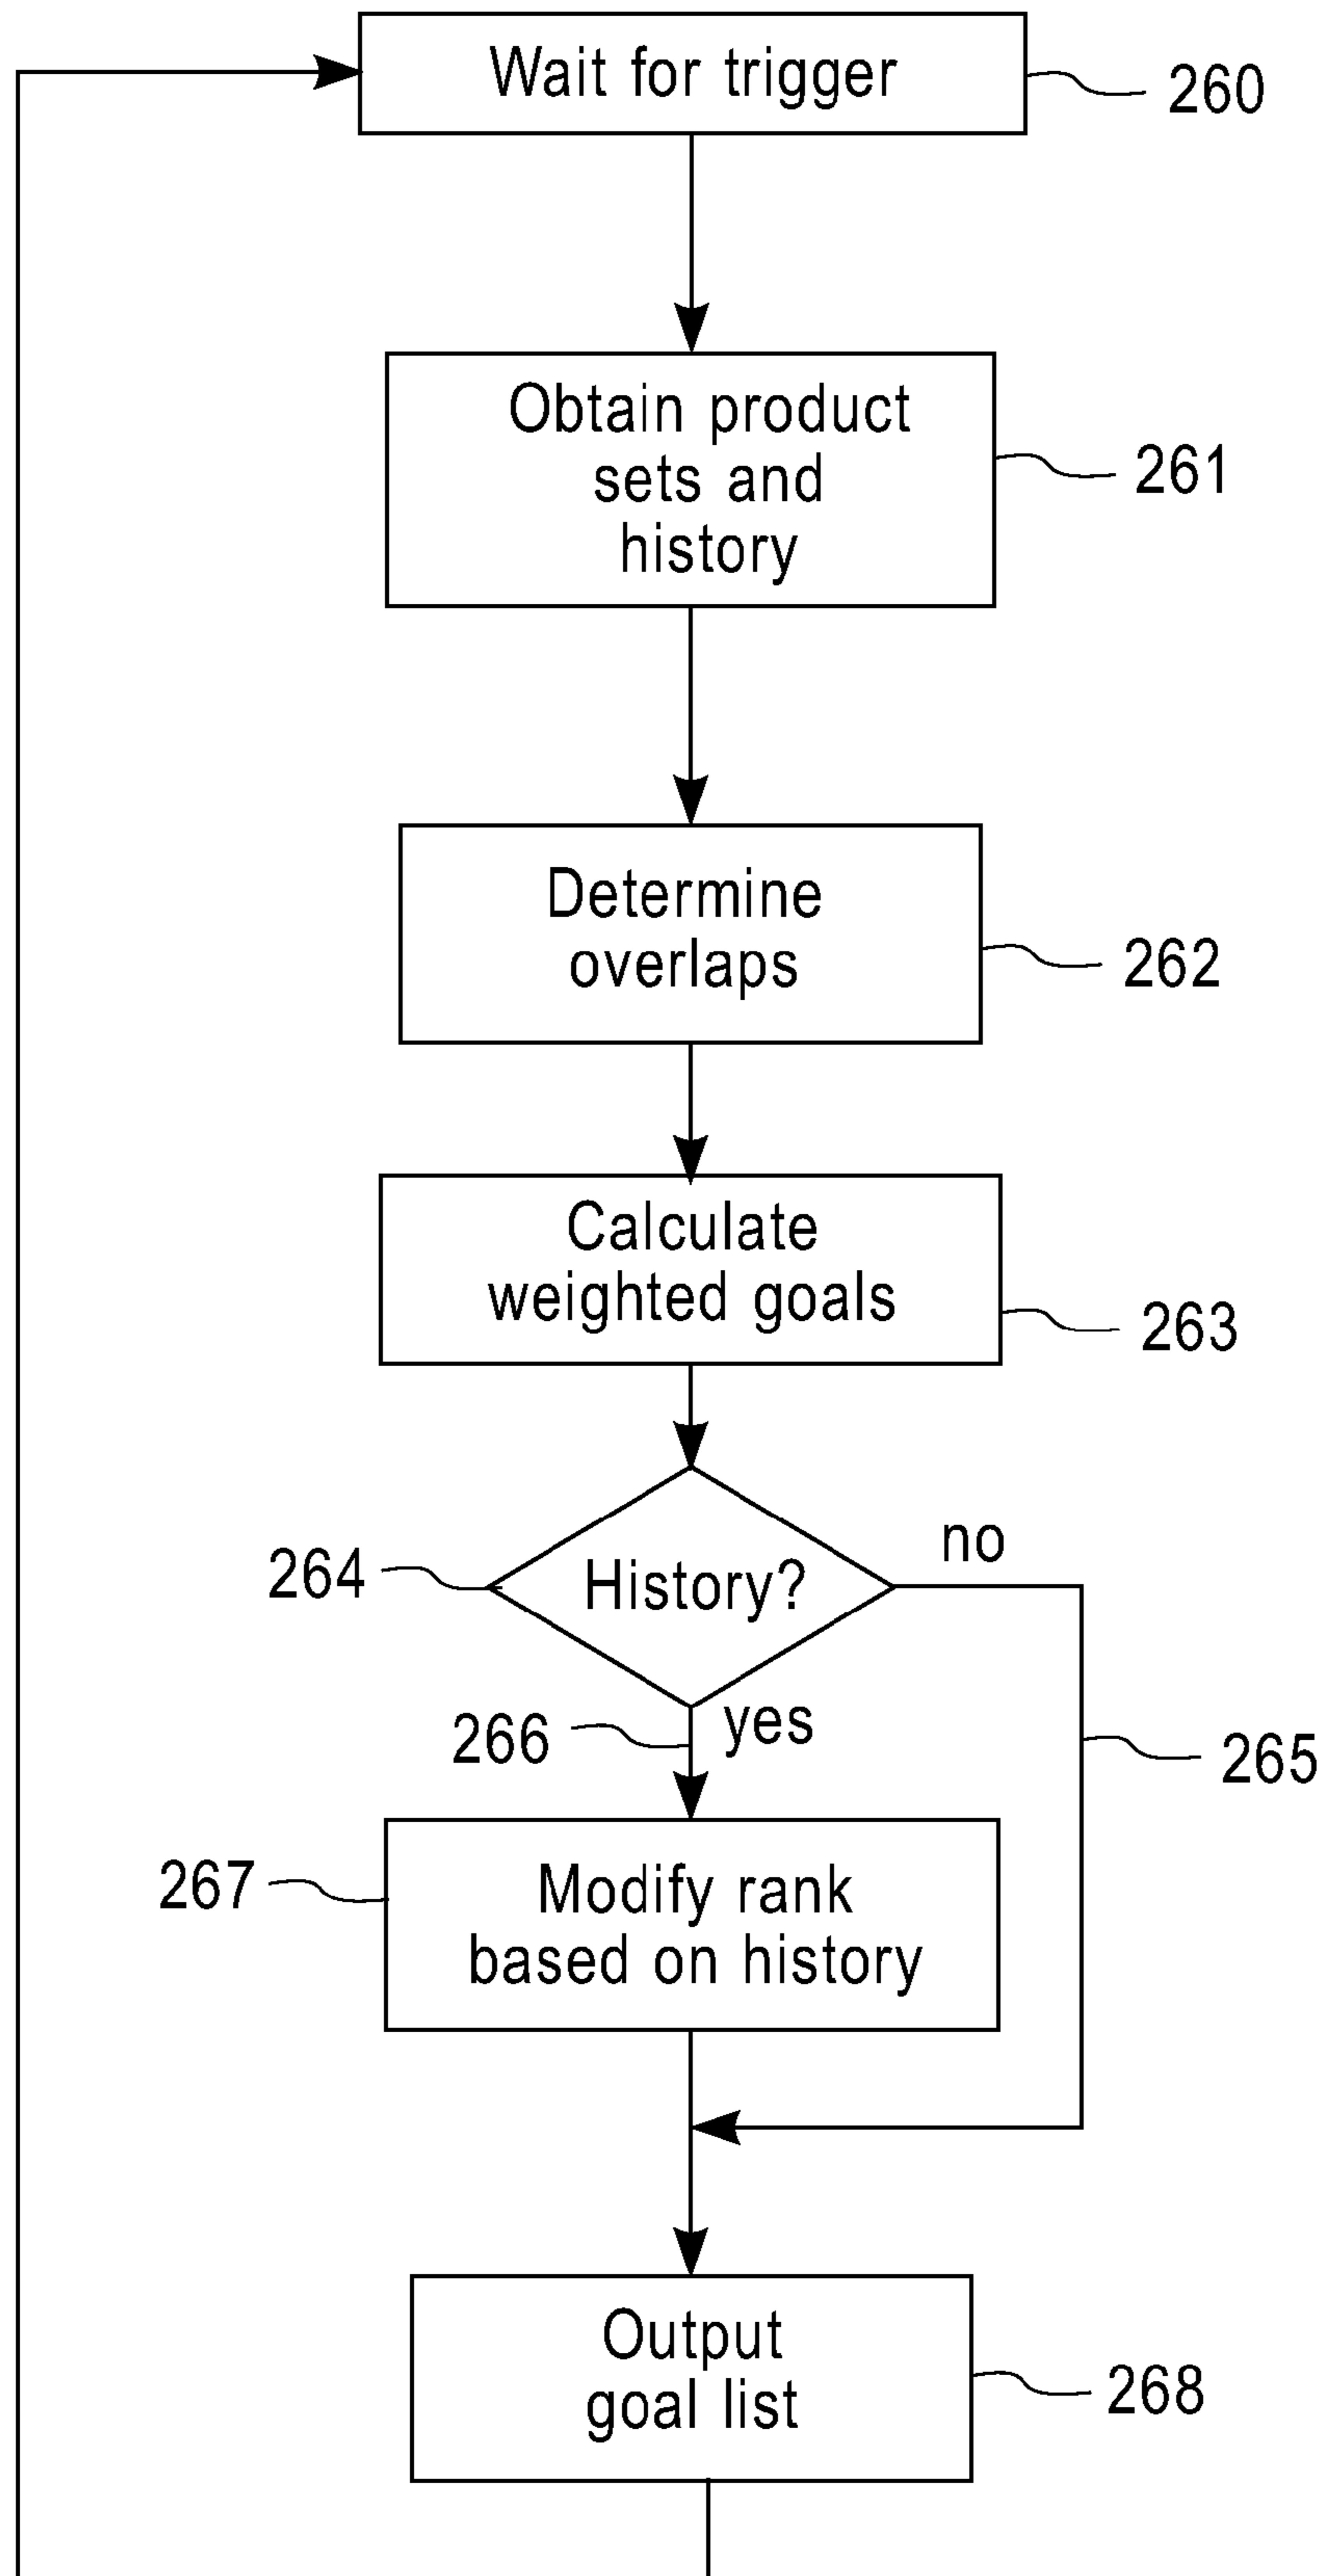 Wait for trigger
260
Obtain product
sets and
history
261
Determine
overlaps
262
Calculate
weighted goals
263
264
History?
no
266
yes
265
267
Modify rank
based on history
Output
goal list
268